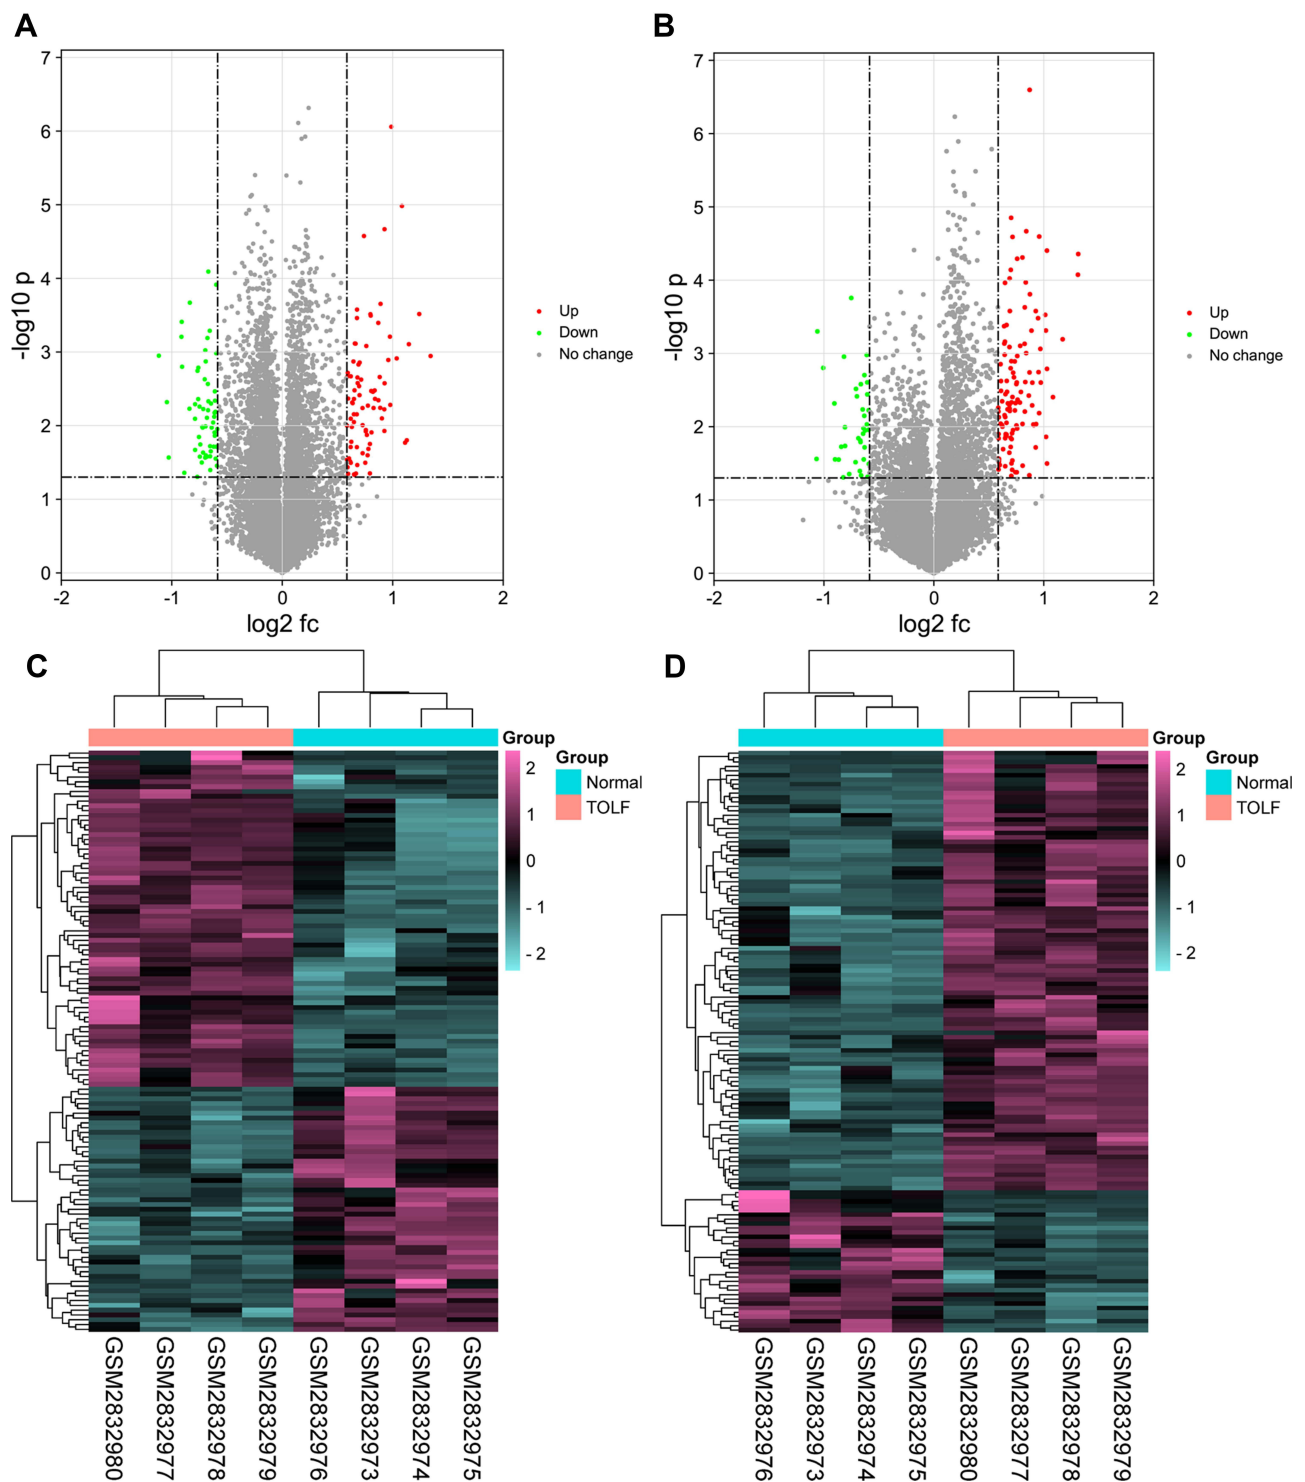 A
7
6
5
4
3
2
1
0
-log10 p
-2
-1
0
1
2
log2 fc
Up
Down
No change
B
7
6
5
4
3
2
1
0
-log10 p
-2
-1
0
1
2
log2 fc
Up
Down
No change
C
Group
2
1
0
- 1
- 2
Group
Normal
TOLF
GSM2832980
GSM2832977
GSM2832978
GSM2832979
GSM2832976
GSM2832973
GSM2832974
GSM2832975
D
Group
2
1
0
- 1
- 2
Group
Normal
TOLF
GSM2832976
GSM2832973
GSM2832974
GSM2832975
GSM2832980
GSM2832977
GSM2832978
GSM2832979